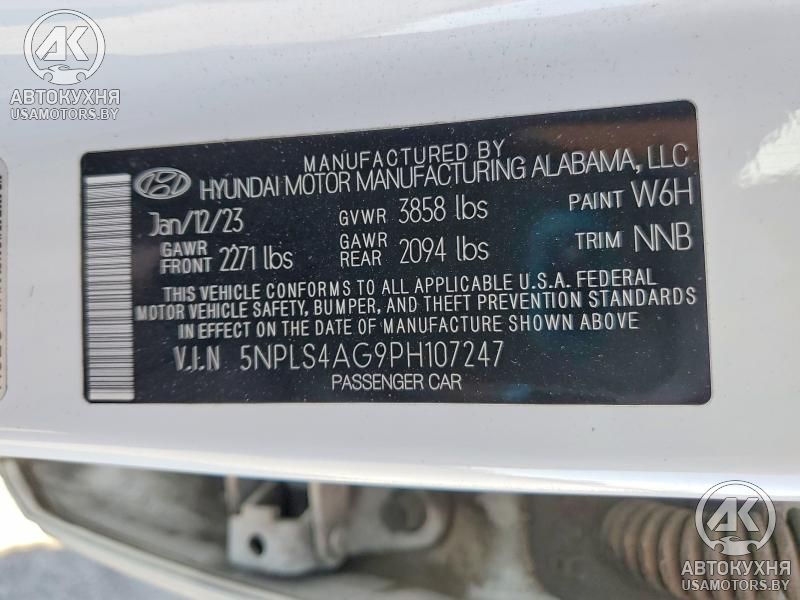 AK
АВТОКУХНЯ
USAMOTORS.BY
MANUFACTURED BY
HYUNDAI MOTOR MANUFACTURING ALABAMA, LLC
Jan/12/23 GVWR 3858 lbs PAINT W6H
GAWR FRONT 2271 lbs GAWR REAR 2094 lbs TRIM NNB
THIS VEHICLE CONFORMS TO ALL APPLICABLE U.S.A. FEDERAL
MOTOR VEHICLE SAFETY, BUMPER, AND THEFT PREVENTION STANDARDS
IN EFFECT ON THE DATE OF MANUFACTURE SHOWN ABOVE.
V.I.N 5NPLS4AG9PH107247
PASSENGER CAR
AK
АВТОКУХНЯ
USAMOTORS.BY